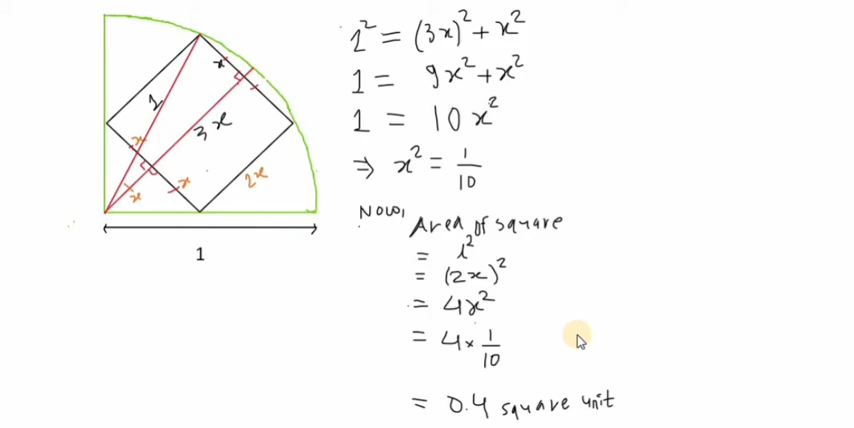 1² = (3x)² + x²
1 = 9x² + x²
1 = 10x²
⇒ x² = 1/10
Now,
Area of square
= l²
= (2x)²
= 4x²
= 4 × 1/10
= 0.4 square unit
x
1
3x
x
x
x
2x
1